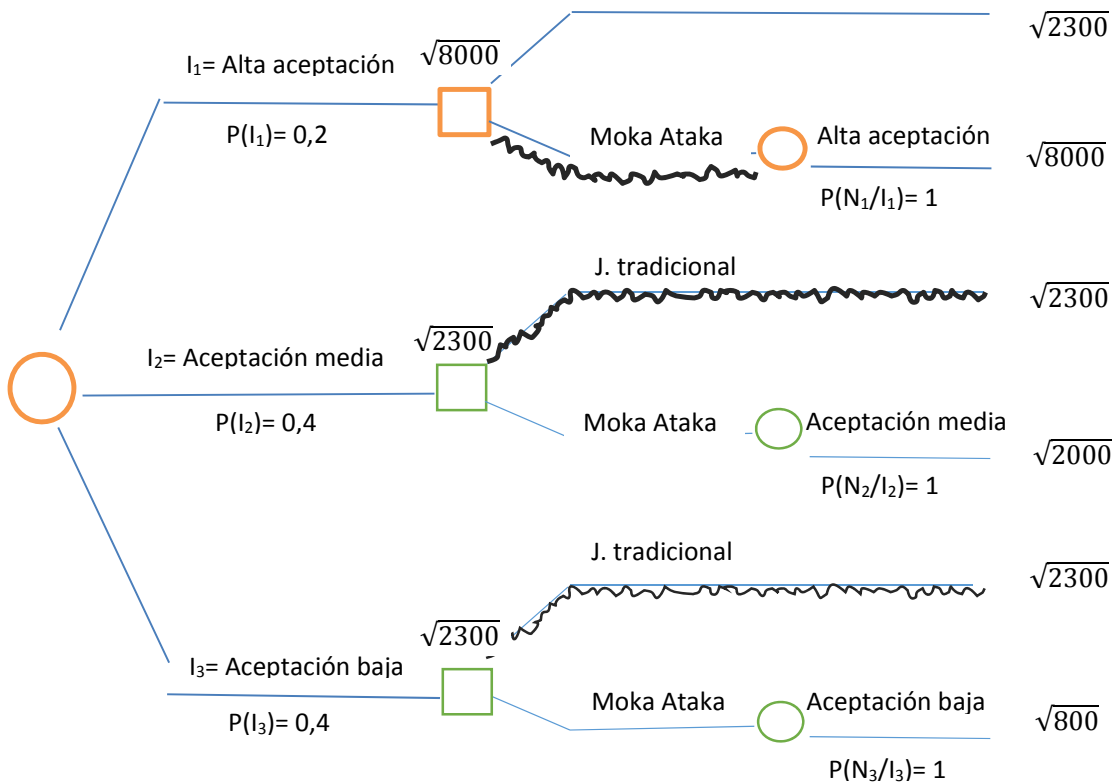 √2300
√8000
I₁= Alta aceptación
P(I₁)= 0,2
Moka Ataka
Alta aceptación
√8000
P(N₁/I₁)= 1
J. tradicional
√2300
√2300
I₂= Aceptación media
P(I₂)= 0,4
Moka Ataka
Aceptación media
√2000
P(N₂/I₂)= 1
J. tradicional
√2300
√2300
I₃= Aceptación baja
P(I₃)= 0,4
Moka Ataka
Aceptación baja
√800
P(N₃/I₃)= 1